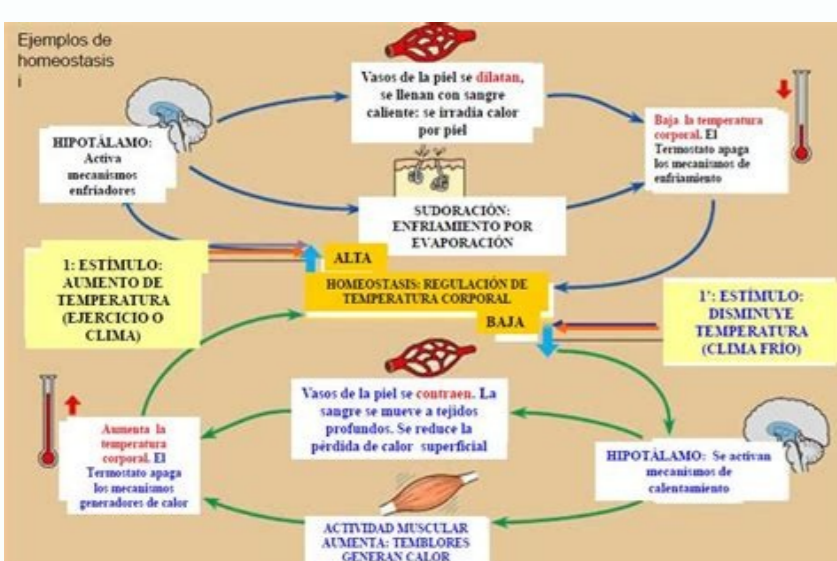 Ejemplos de
homeostasis
i
Vasos de la piel se dilatan,
se llenan con sangre
caliente: se irradia calor
por piel
Baja la temperatura
corporal. El
Termostato apaga
los mecanismos de
enfriamiento
HIPOTÁLAMO:
Activa
mecanismos
enfriadores
SUDORACIÓN:
ENFRIAMIENTO POR
EVAPORACIÓN
1: ESTÍMULO:
AUMENTO DE
TEMPERATURA
(EJERCICIO O
CLIMA)
ALTA
HOMEOSTASIS: REGULACIÓN DE
TEMPERATURA CORPORAL
BAJA
1': ESTÍMULO:
DISMINUYE
TEMPERATURA
(CLIMA FRÍO)
Vasos de la piel se contraen. La
sangre se mueve a tejidos
profundos. Se reduce la
pérdida de calor superficial
Aumenta la
temperatura
corporal. El
Termostato apaga
los mecanismos
generadores de calor
HIPOTÁLAMO: Se activan
mecanismos de
calentamiento
ACTIVIDAD MUSCULAR
AUMENTA: TEMBLORES
GENERAN CALOR